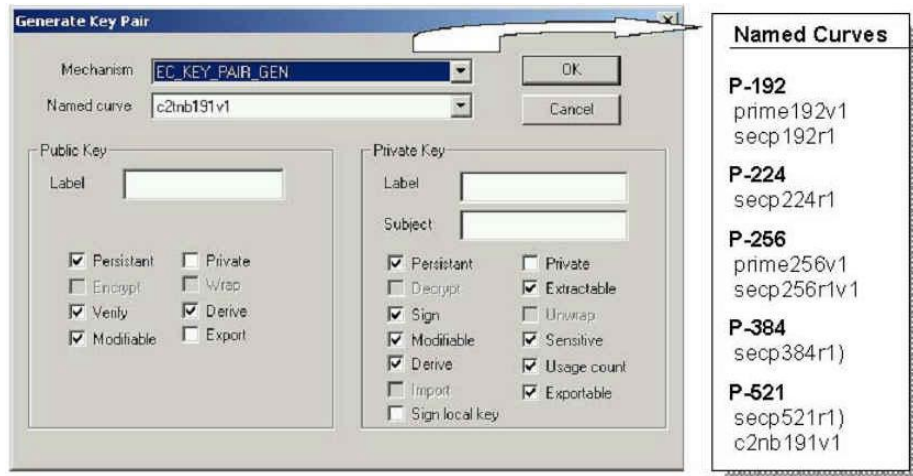 Generate Key Pair
Mechanism EC_KEY_PAIR_GEN OK
Named curve c2tnb191v1 Cancel
Public Key
Label
Persistant Private
Encrypt Wrap
Verify Derive
Modifiable Export
Private Key
Label
Subject
Persistant Private
Decrypt Extractable
Sign Unwrap
Modifiable Sensitive
Derive Usage count
Import Exportable
Sign local key
Named Curves
P-192
prime192v1
secp192r1
P-224
secp224r1
P-256
prime256v1
secp256r1v1
P-384
secp384r1)
P-521
secp521r1)
c2nb191v1